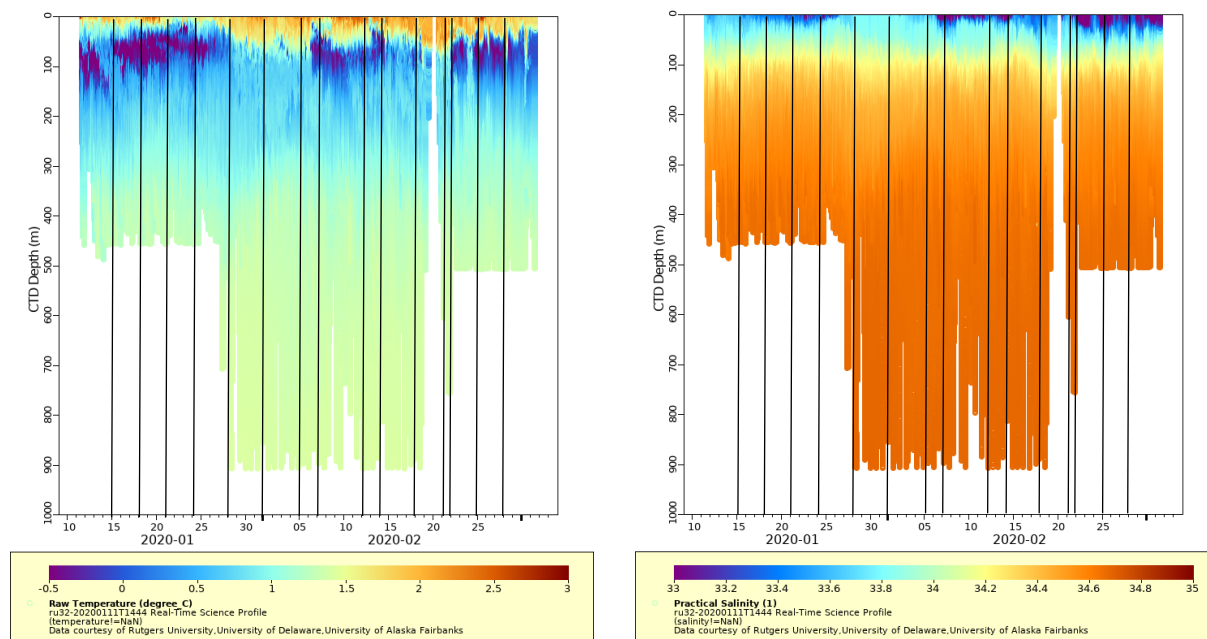 0
100
200
300
400
500
600
700
800
900
1000
CTD Depth (m)
10 15 20 25 30 05 10 15 20 25
2020-01 2020-02
-0.5 0 0.5 1 1.5 2 2.5 3
Raw Temperature (degree_C)
ru32-20200111T1444 Real-Time Science Profile
(temperature!=NaN)
Data courtesy of Rutgers University,University of Delaware,University of Alaska Fairbanks
0
100
200
300
400
500
600
700
800
900
1000
CTD Depth (m)
10 15 20 25 30 05 10 15 20 25
2020-01 2020-02
33 33.2 33.4 33.6 33.8 34 34.2 34.4 34.6 34.8 35
Practical Salinity (1)
ru32-20200111T1444 Real-Time Science Profile
(salinity!=NaN)
Data courtesy of Rutgers University,University of Delaware,University of Alaska Fairbanks